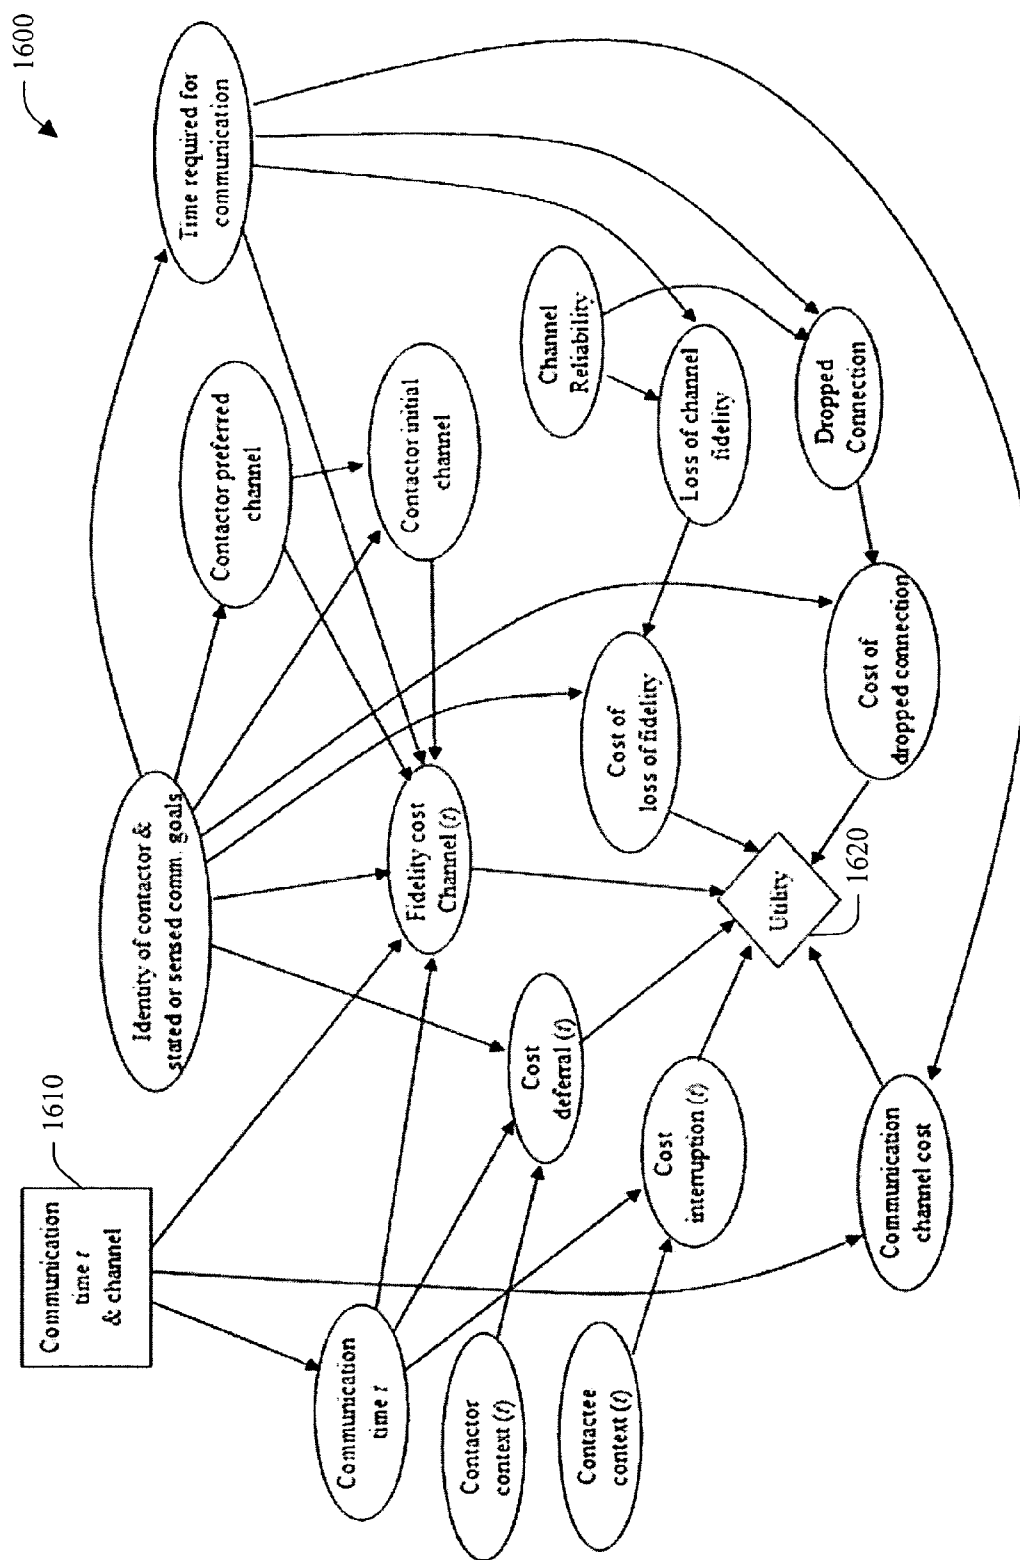 1600
Communication
time t
& channel
1610
Identity of contactor &
stated or sensed comm. goals
Time required for
communication
Contactor preferred
channel
Communication
time t
Fidelity cost
Channel (t)
Contactor initial
channel
Contactor
context (t)
Cost
deferral (t)
Channel
Reliability
Contactee
context (t)
Cost
interruption (t)
Cost of
loss of fidelity
Loss of channel
fidelity
Utility
1620
Dropped
Connection
Communication
channel cost
Cost of
dropped connection